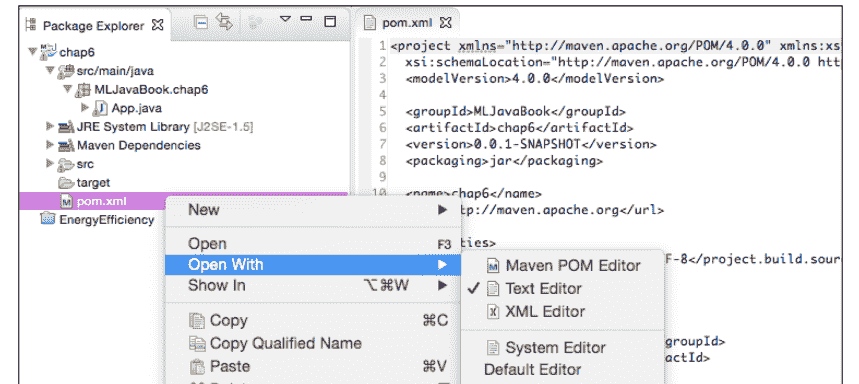 Package Explorer
chap6
src/main/java
MLJavaBook.chap6
App.java
JRE System Library [J2SE-1.5]
Maven Dependencies
src
target
pom.xml
EnergyEfficiency
pom.xml
1 <project xmlns="http://maven.apache.org/POM/4.0.0" xmlns:xs
2 xsi:schemaLocation="http://maven.apache.org/POM/4.0.0 htt
3 <modelVersion>4.0.0</modelVersion>
4
5 <groupId>MLJavaBook</groupId>
6 <artifactId>chap6</artifactId>
7 <version>0.0.1-SNAPSHOT</version>
8 <packaging>jar</packaging>
9
10 <name>chap6</name>
tp://maven.apache.org</url>
ties>
F-8</project.build.sour
groupId>
actId>
New
Open F3
Open With
Show In ⌥⌘W
Copy ⌘C
Copy Qualified Name
Paste ⌘V
Maven POM Editor
✓ Text Editor
XML Editor
System Editor
Default Editor